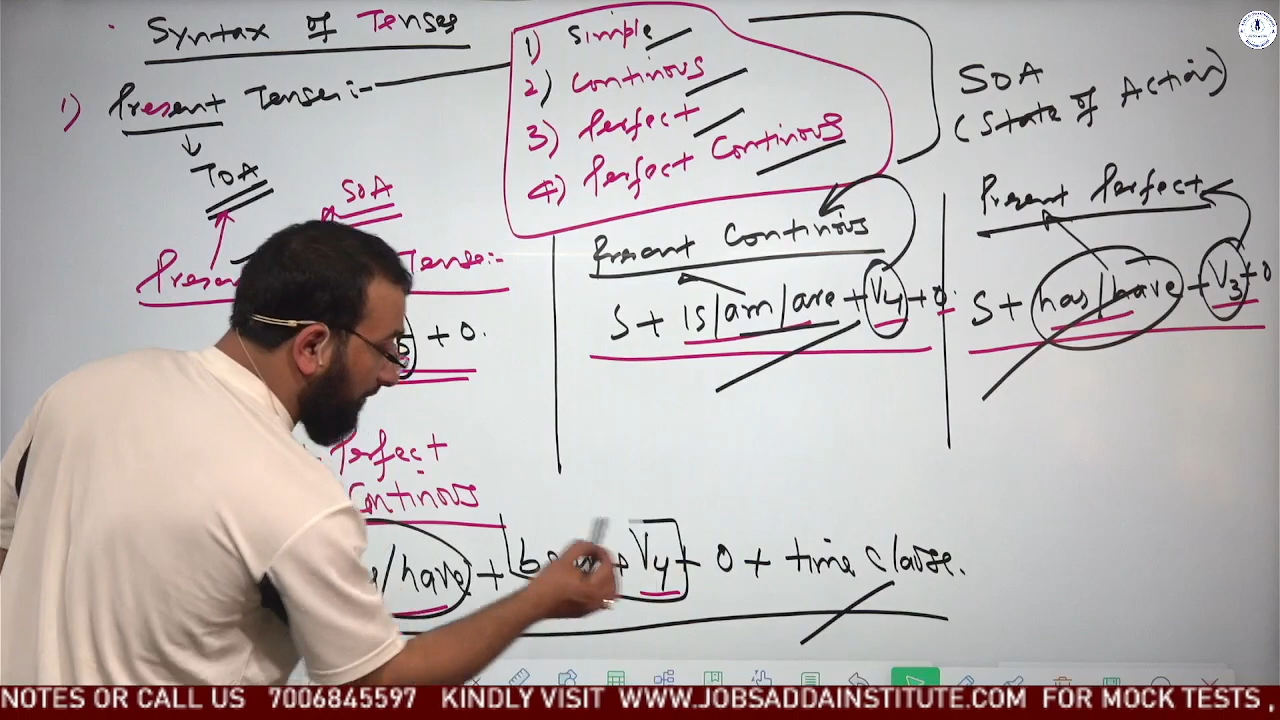 Syntax of Tenses
1) Present Tense:-
TOA
SOA
1) Simple
2) Continous
3) Perfect
4) Perfect Continous
SOA
(State of Action)
Tense:-
+ O.
Present Continous
S + is/am/are + V4 + O.
Present Perfect
S + has/have + V3 + O
Perfect
Continous
/have + + V4 + O + time clause.
NOTES OR CALL US 7006845597 KINDLY VISIT WWW.JOBSADDAINSTITUTE.COM FOR MOCK TESTS ,